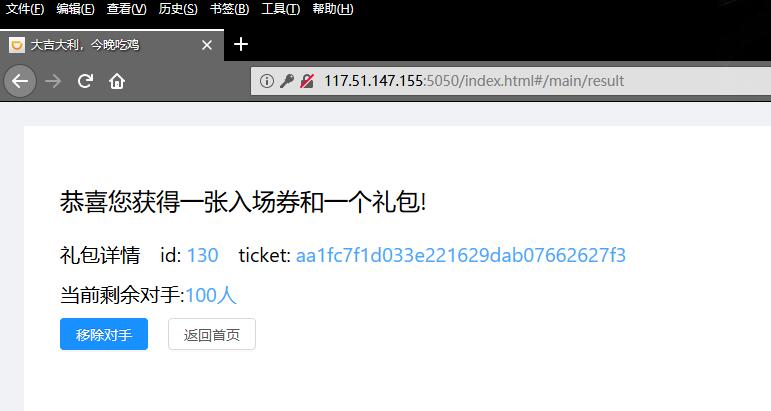 文件(F) 编辑(E) 查看(V) 历史(S) 书签(B) 工具(T) 帮助(H)
大吉大利，今晚吃鸡
117.51.147.155:5050/index.html#/main/result
恭喜您获得一张入场券和一个礼包!
礼包详情 id: 130 ticket: aa1fc7f1d033e221629dab07662627f3
当前剩余对手:100人
移除对手 返回首页